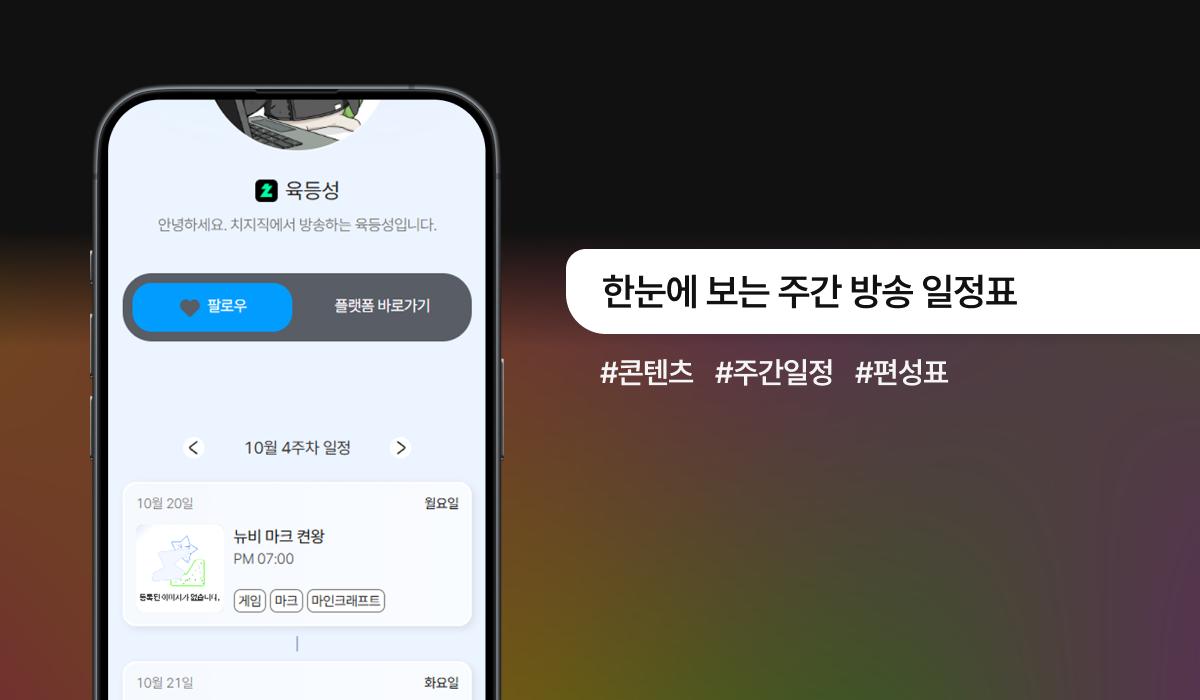 육등성
안녕하세요. 치지직에서 방송하는 육등성입니다.
팔로우
플랫폼 바로가기
10월 4주차 일정
10월 20일
월요일
뉴비 마크 켠왕
PM 07:00
등록된 이미지가 없습니다.
게임 마크 마인크래프트
10월 21일
화요일
한눈에 보는 주간 방송 일정표
#콘텐츠 #주간일정 #편성표